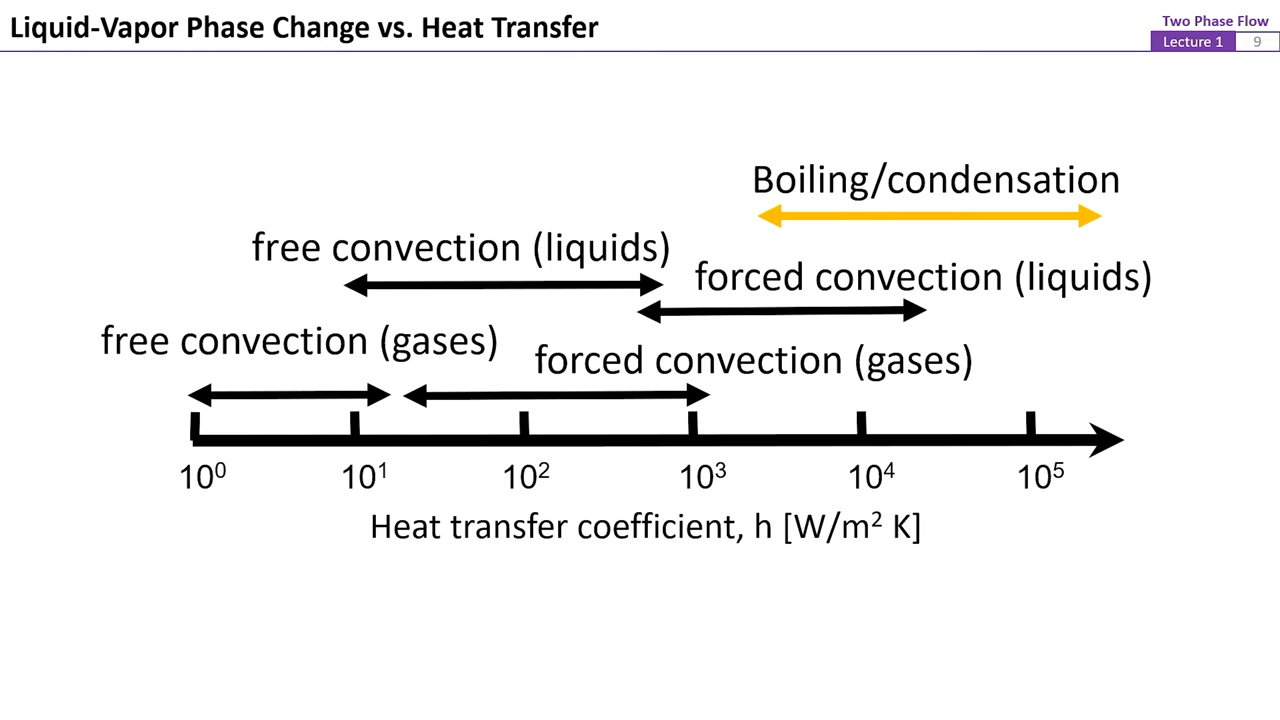 Liquid-Vapor Phase Change vs. Heat Transfer
Two Phase Flow
Lecture 1 9
Boiling/condensation
free convection (liquids)
forced convection (liquids)
free convection (gases)
forced convection (gases)
10⁰ 10¹ 10² 10³ 10⁴ 10⁵
Heat transfer coefficient, h [W/m² K]